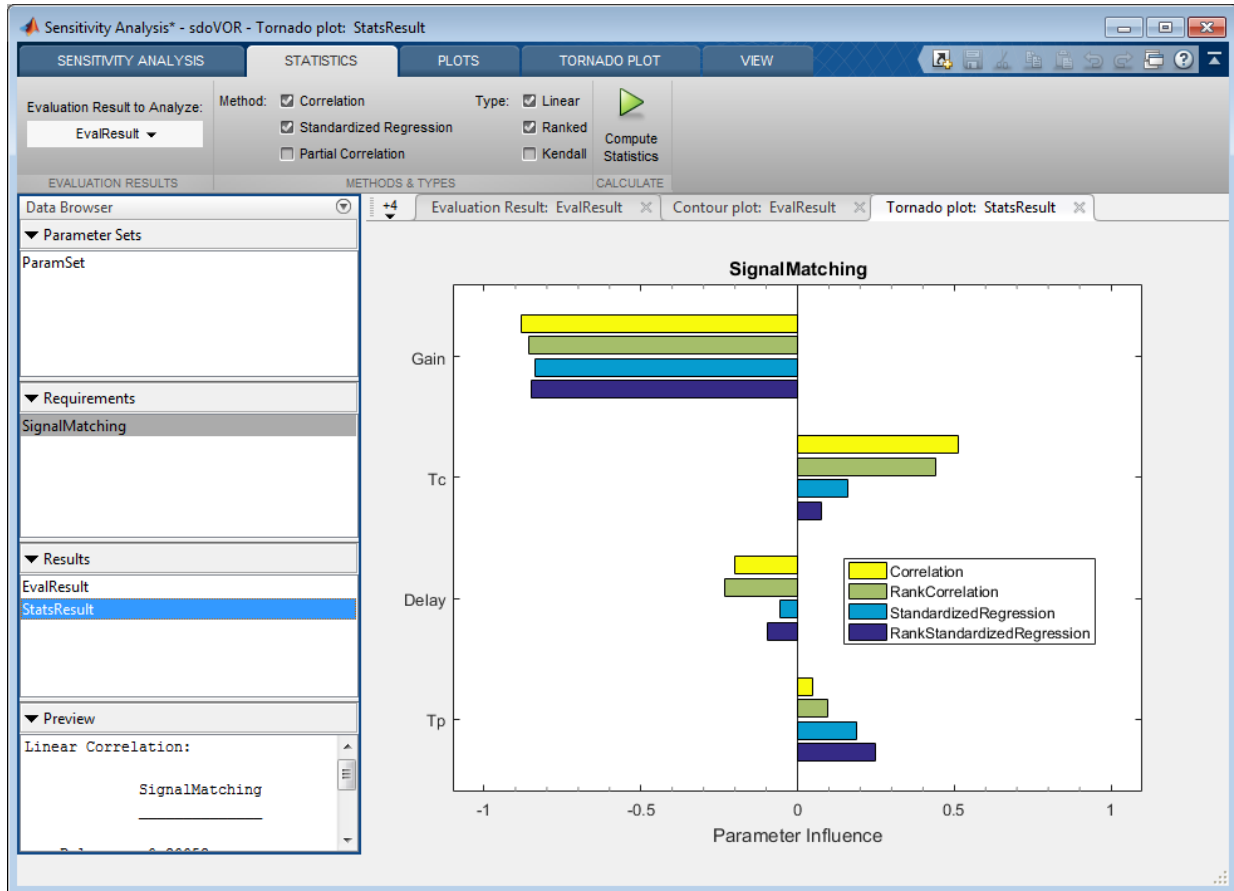 Sensitivity Analysis* - sdoVOR - Tornado plot: StatsResult
SENSITIVITY ANALYSIS STATISTICS PLOTS TORNADO PLOT VIEW
Evaluation Result to Analyze:
EvalResult
EVALUATION RESULTS
Method: Correlation
Standardized Regression
Partial Correlation
Type: Linear
Ranked
Kendall
METHODS & TYPES
Compute
Statistics
CALCULATE
Data Browser
Parameter Sets
ParamSet
Requirements
SignalMatching
Results
EvalResult
StatsResult
Preview
Linear Correlation:
SignalMatching
+4 Evaluation Result: EvalResult Contour plot: EvalResult Tornado plot: StatsResult
SignalMatching
Gain
Tc
Delay
Tp
Correlation
RankCorrelation
StandardizedRegression
RankStandardizedRegression
-1 -0.5 0 0.5 1
Parameter Influence